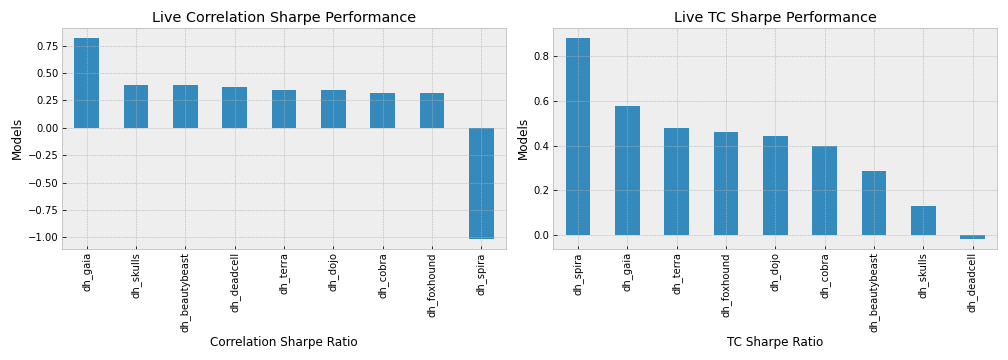 Live Correlation Sharpe Performance
0.75
0.50
0.25
0.00
−0.25
−0.50
−0.75
−1.00
Models
dh_gaia
dh_skulls
dh_beautybeast
dh_deadcell
dh_terra
dh_dojo
dh_cobra
dh_foxhound
dh_spira
Correlation Sharpe Ratio
Live TC Sharpe Performance
0.8
0.6
0.4
0.2
0.0
Models
dh_spira
dh_gaia
dh_terra
dh_foxhound
dh_dojo
dh_cobra
dh_beautybeast
dh_skulls
dh_deadcell
TC Sharpe Ratio